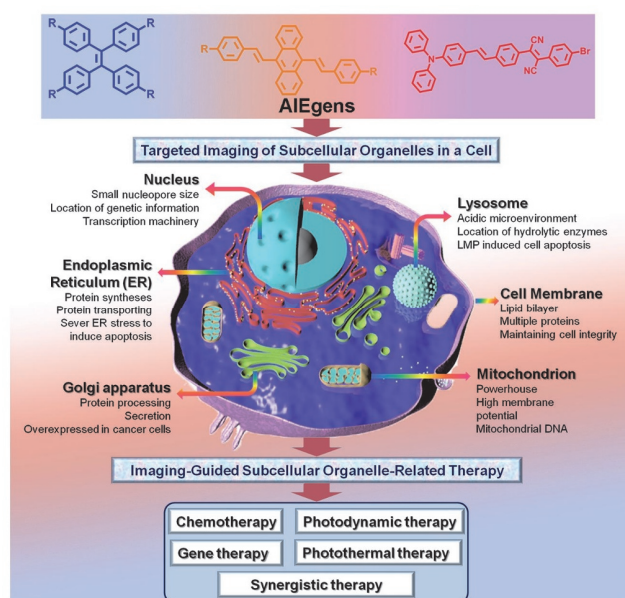 R
R
R
R
R
R
N
CN
CN
Br
AIEgens
Targeted Imaging of Subcellular Organelles in a Cell
Nucleus
Small nucleopore size
Location of genetic information
Transcription machinery
Lysosome
Acidic microenvironment
Location of hydrolytic enzymes
LMP induced cell apoptosis
Endoplasmic
Reticulum (ER)
Protein syntheses
Protein transporting
Sever ER stress to
induce apoptosis
Cell Membrane
Lipid bilayer
Multiple proteins
Maintaining cell integrity
Golgi apparatus
Protein processing
Secretion
Overexpressed in cancer cells
Mitochondrion
Powerhouse
High membrane
potential
Mitochondrial DNA
Imaging-Guided Subcellular Organelle-Related Therapy
Chemotherapy
Photodynamic therapy
Gene therapy
Photothermal therapy
Synergistic therapy